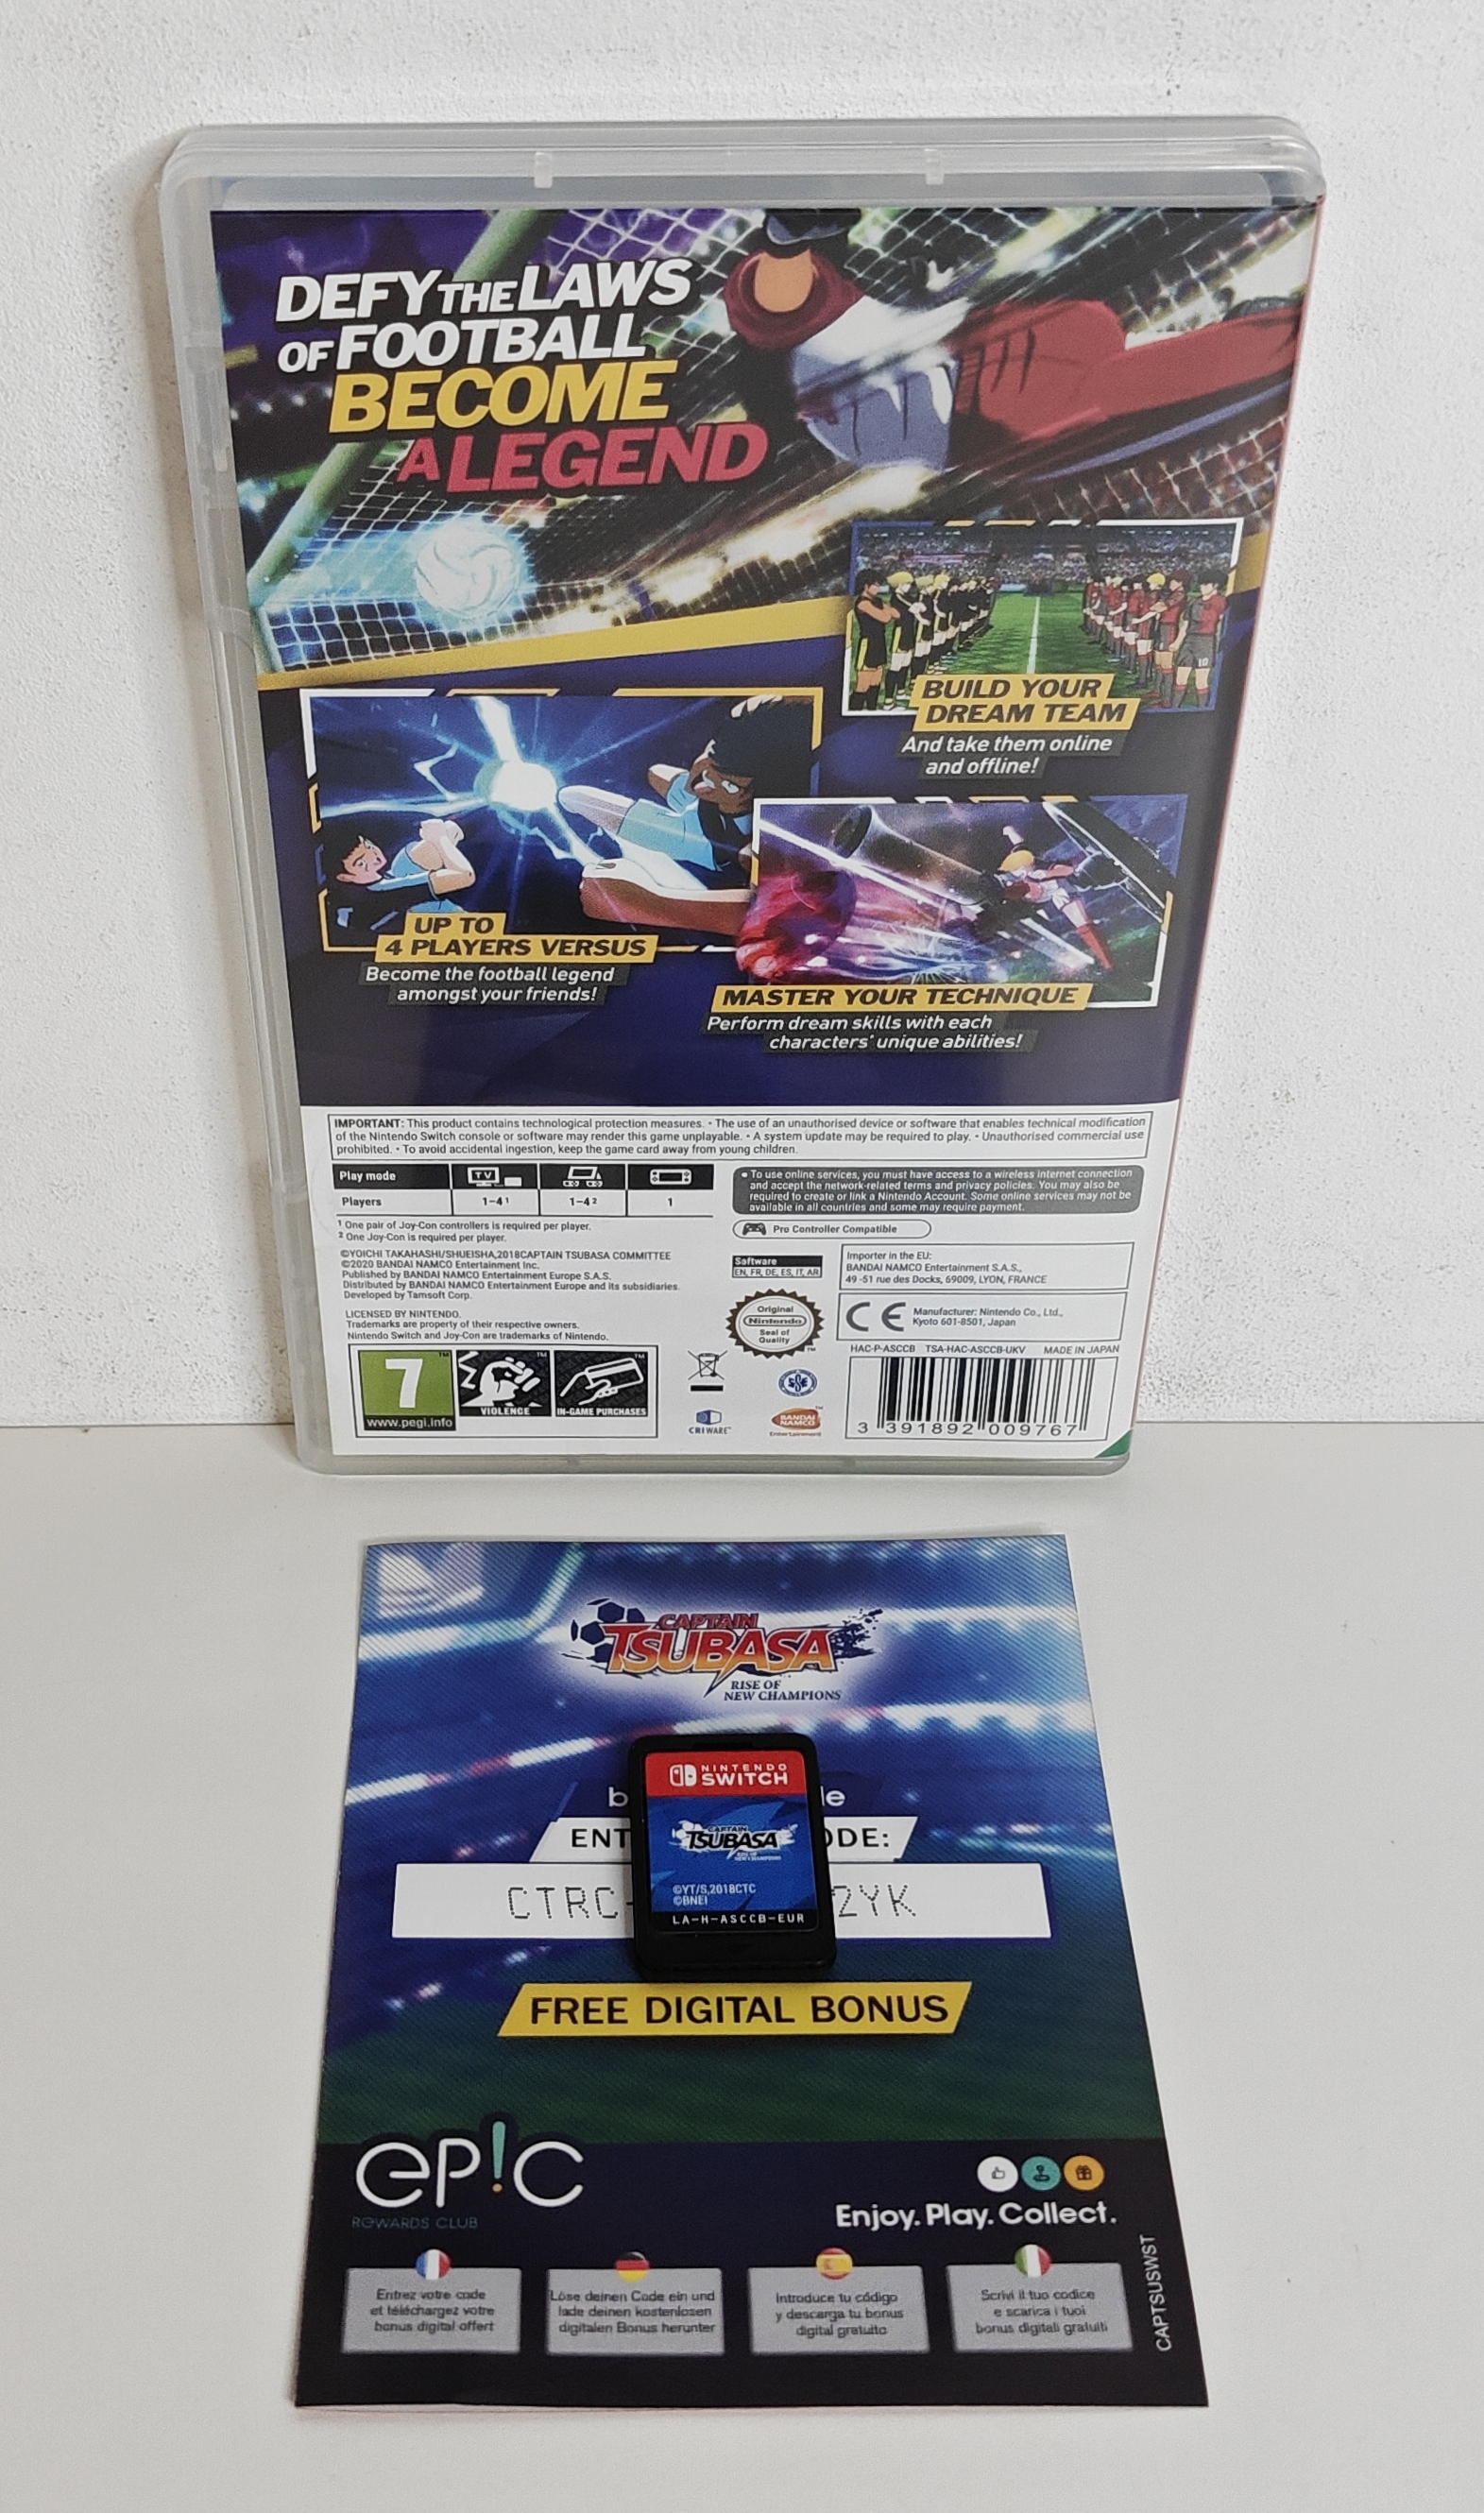 DEFY THE LAWS
OF FOOTBALL
BECOME
A LEGEND
BUILD YOUR
DREAM TEAM
And take them online
and offline!
UP TO
4 PLAYERS VERSUS
Become the football legend
amongst your friends!
MASTER YOUR TECHNIQUE
Perform dream skills with each
characters' unique abilities!
IMPORTANT: This product contains technological protection measures. • The use of an unauthorised device or software that enables technical modification
of the Nintendo Switch console or software may render this game unplayable. • A system update may be required to play. • Unauthorised commercial use
prohibited. • To avoid accidental ingestion, keep the game card away from young children.
Play mode TV
Players 1-4¹ 1-4² 1
¹ One pair of Joy-Con controllers is required per player.
² One Joy-Con is required per player.
• To use online services, you must have access to a wireless internet connection
and accept the network-related terms and privacy policies. You may also be
required to create or link a Nintendo Account. Some online services may not be
available in all countries and some may require payment.
Pro Controller Compatible
©YOICHI TAKAHASHI/SHUEISHA,2018CAPTAIN TSUBASA COMMITTEE
©2020 BANDAI NAMCO Entertainment Inc.
Published by BANDAI NAMCO Entertainment Europe S.A.S.
Distributed by BANDAI NAMCO Entertainment Europe and its subsidiaries.
Developed by Tamsoft Corp.
LICENSED BY NINTENDO.
Trademarks are property of their respective owners.
Nintendo Switch and Joy-Con are trademarks of Nintendo.
Software
EN, FR, DE, ES, IT, AR
Importer in the EU:
BANDAI NAMCO Entertainment S.A.S.,
49-51 rue des Docks, 69009, LYON, FRANCE
Original
Nintendo
Seal of
Quality
CE
Manufacturer: Nintendo Co., Ltd.,
Kyoto 601-8501, Japan
HAC-P-ASCCB TSA-HAC-ASCCB-UKV MADE IN JAPAN
7
www.pegi.info
VIOLENCE
IN-GAME PURCHASES
CRIWARE
BANDAI
NAMCO
Entertainment
3 391892 009767
CAPTAIN
TSUBASA
RISE OF
NEW CHAMPIONS
b le
ENT ODE:
CTRC- 2YK
NINTENDO
SWITCH
CAPTAIN
TSUBASA
RISE OF
NEW CHAMPIONS
©YT/S,2018CTC
©BNEI
LA-H-ASCCB-EUR
FREE DIGITAL BONUS
ep!c
REWARDS CLUB
Enjoy. Play. Collect.
Entrez votre code
et téléchargez votre
bonus digital offert
Löse deinen Code ein und
lade deinen kostenlosen
digitalen Bonus herunter
Introduce tu código
y descarga tu bonus
digital gratuito
Scrivi il tuo codice
e scarica i tuoi
bonus digitali gratuiti
CAPTSUSWST